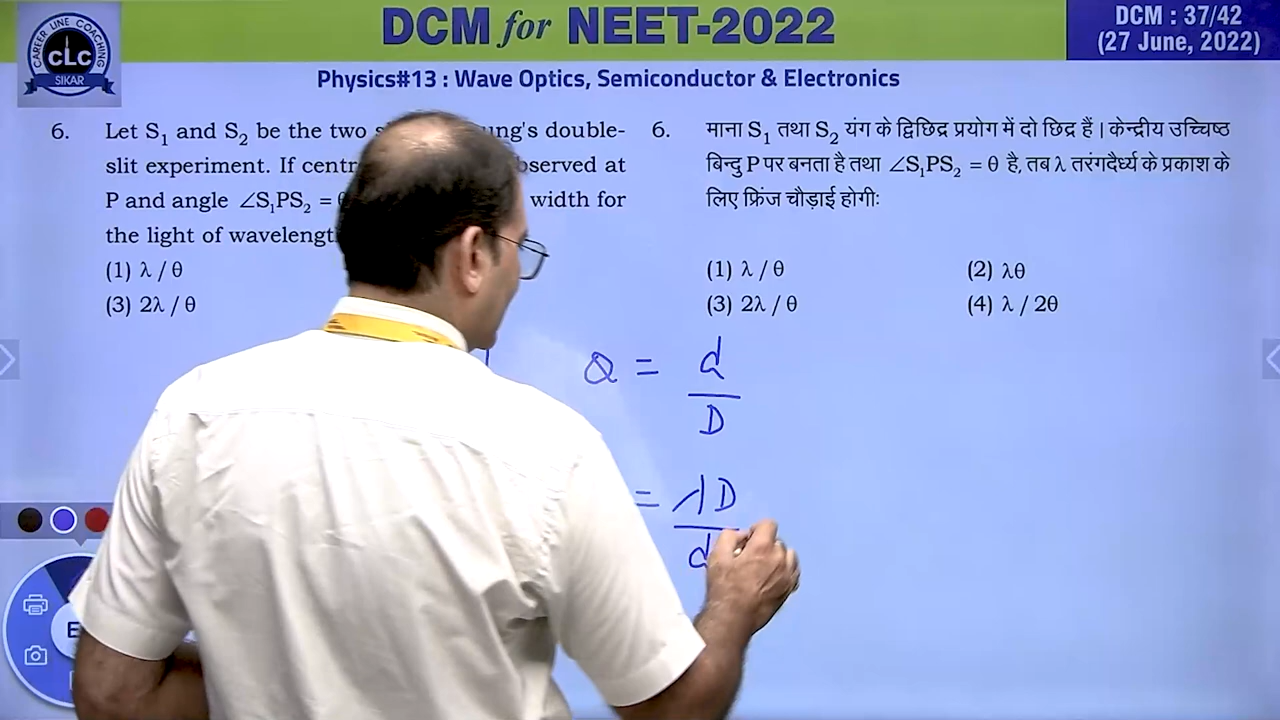 DCM for NEET-2022
DCM : 37/42
(27 June, 2022)
CAREER LINE COACHING
CLC
SIKAR
Physics#13 : Wave Optics, Semiconductor & Electronics
6. Let S₁ and S₂ be the two ung's double-
slit experiment. If centr bserved at
P and angle ∠S₁PS₂ = width for
the light of wavelengt
(1) λ / θ
(3) 2λ / θ
6. माना S₁ तथा S₂ यंग के द्विछिद्र प्रयोग में दो छिद्र हैं । केन्द्रीय उच्चिष्ठ
बिन्दु P पर बनता है तथा ∠S₁PS₂ = θ है, तब λ तरंगदैर्ध्य के प्रकाश के
लिए फ्रिंज चौड़ाई होगीः
(1) λ / θ (2) λθ
(3) 2λ / θ (4) λ / 2θ
θ = d
D
= λD
d
E